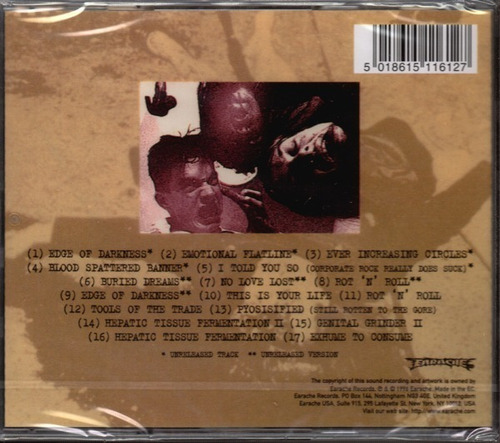 5 018615 116127
(1) EDGE OF DARKNESS* (2) EMOTIONAL FLATLINE* (3) EVER INCREASING CIRCLES*
(4) BLOOD SPATTERED BANNER* (5) I TOLD YOU SO (CORPORATE ROCK REALLY DOES SUCK)*
(6) BURIED DREAMS** (7) NO LOVE LOST** (8) ROT 'N' ROLL**
(9) EDGE OF DARKNESS** (10) THIS IS YOUR LIFE (11) ROT 'N' ROLL
(12) TOOLS OF THE TRADE (13) PYOSISIFIED (STILL ROTTEN TO THE GORE)
(14) HEPATIC TISSUE FERMENTATION II (15) GENITAL GRINDER II
(16) HEPATIC TISSUE FERMENTATION (17) EXHUME TO CONSUME
* UNRELEASED TRACK ** UNRELEASED VERSION
EARACHE
The copyright of this sound recording and artwork is owned by
Earache Records. ℗ & © 1996 Earache. Made in the EC.
Earache Records, PO Box 144, Nottingham NG3 4GE, United Kingdom
Earache USA, Suite 915, 295 Lafayette St, New York, NY 10012, USA
Visit our web site: http://www.earache.com